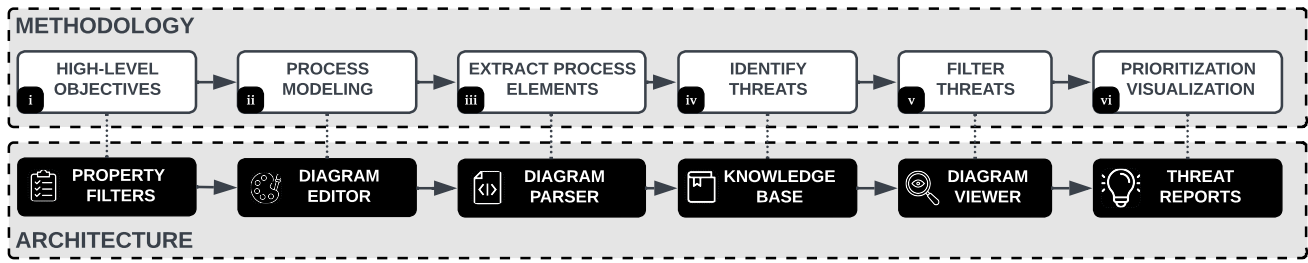 METHODOLOGY
HIGH-LEVEL
OBJECTIVES
i
PROCESS
MODELING
ii
EXTRACT PROCESS
ELEMENTS
iii
IDENTIFY
THREATS
iv
FILTER
THREATS
v
PRIORITIZATION
VISUALIZATION
vi
PROPERTY
FILTERS
DIAGRAM
EDITOR
DIAGRAM
PARSER
KNOWLEDGE
BASE
DIAGRAM
VIEWER
THREAT
REPORTS
ARCHITECTURE